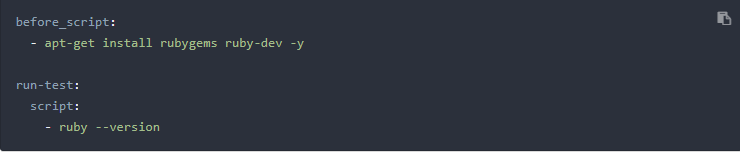 before_script:
  - apt-get install rubygems ruby-dev -y
run-test:
  script:
    - ruby --version